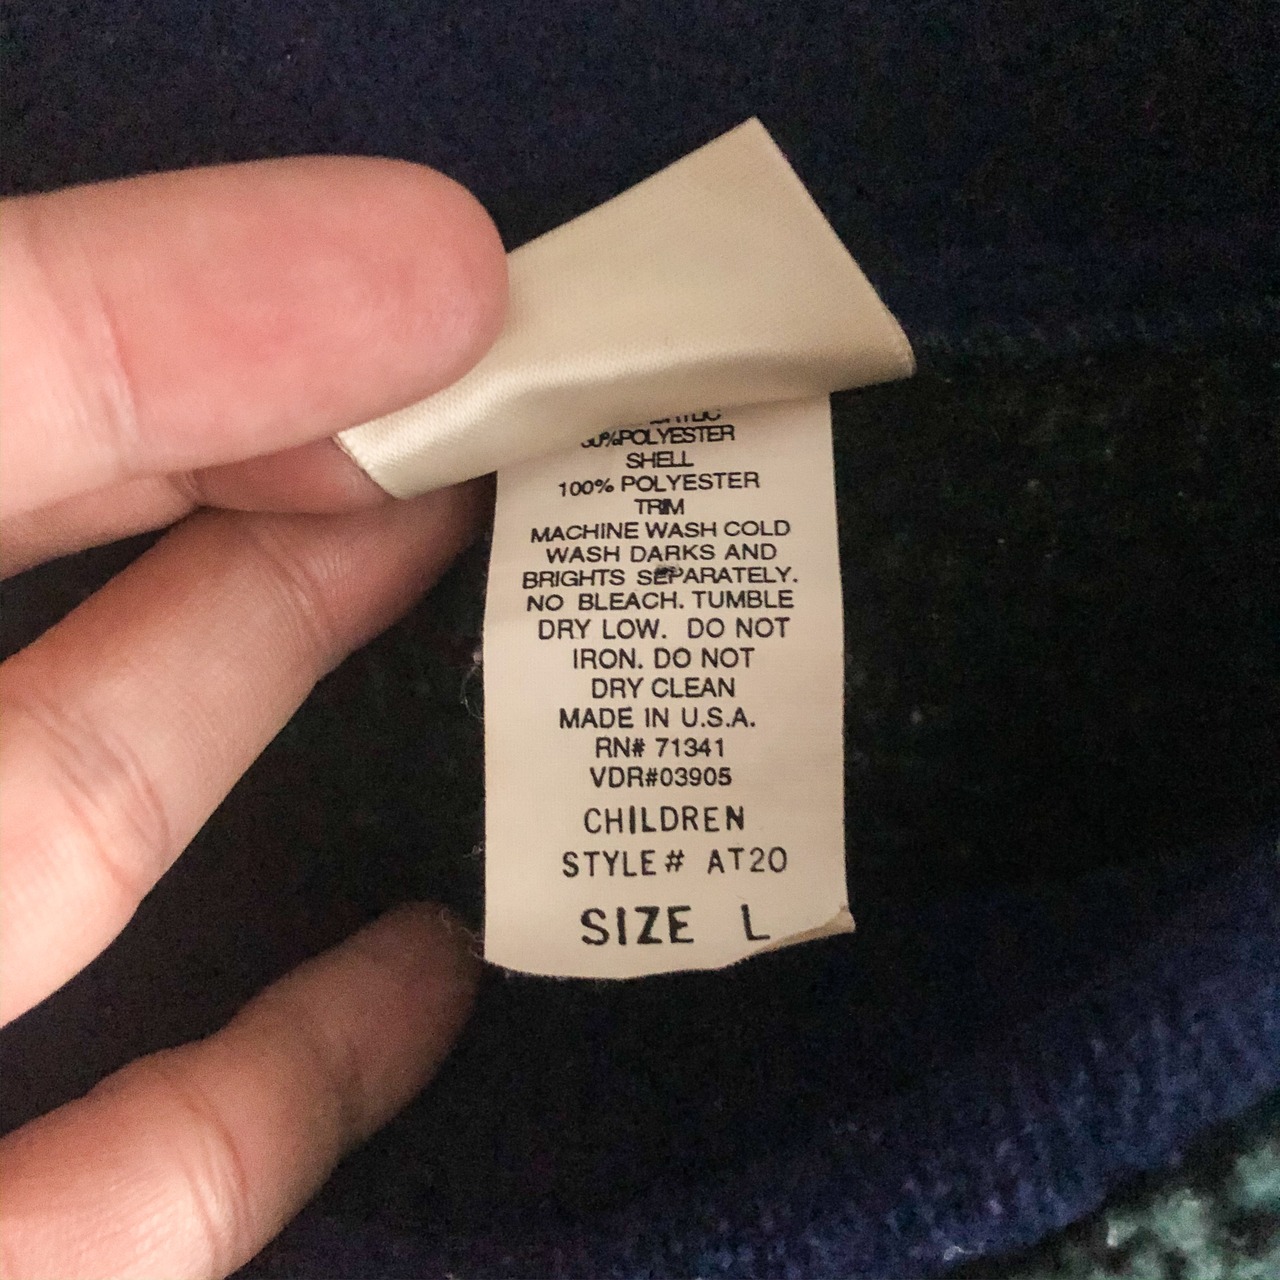 POLYESTER
SHELL
100% POLYESTER
TRIM
MACHINE WASH COLD
WASH DARKS AND
BRIGHTS SEPARATELY.
NO BLEACH. TUMBLE
DRY LOW. DO NOT
IRON. DO NOT
DRY CLEAN
MADE IN U.S.A.
RN# 71341
VDR#03905
CHILDREN
STYLE# AT20
SIZE L